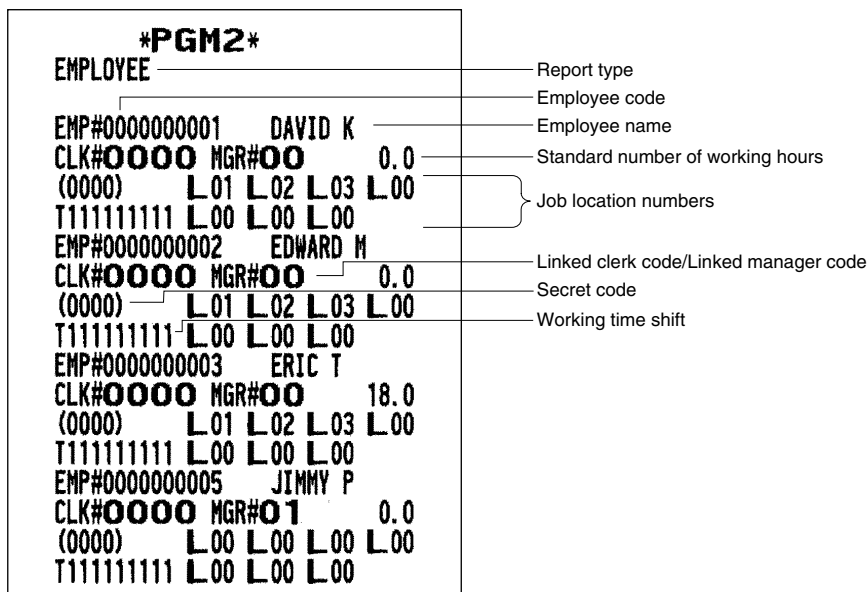 *PGM2*
EMPLOYEE
Report type
Employee code
EMP#0000000001 DAVID K
Employee name
CLK#0000 MGR#00 0.0
Standard number of working hours
(0000) L01 L02 L03 L00
Job location numbers
T111111111 L00 L00 L00
EMP#0000000002 EDWARD M
CLK#0000 MGR#00 0.0
Linked clerk code/Linked manager code
(0000) L01 L02 L03 L00
Secret code
T111111111 L00 L00 L00
Working time shift
EMP#0000000003 ERIC T
CLK#0000 MGR#00 18.0
(0000) L01 L02 L03 L00
T111111111 L00 L00 L00
EMP#0000000005 JIMMY P
CLK#0000 MGR#01 0.0
(0000) L00 L00 L00 L00
T111111111 L00 L00 L00